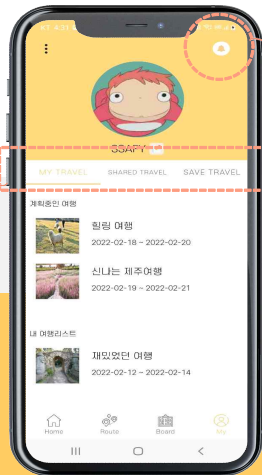 KT 4:31
SSAFY
MY TRAVEL
SHARED TRAVEL
SAVE TRAVEL
계획중인 여행
힐링 여행
2022-02-18 ~ 2022-02-20
신나는 제주여행
2022-02-19 ~ 2022-02-21
내 여행리스트
재밌었던 여행
2022-02-12 ~ 2022-02-14
Home
Route
Board
My